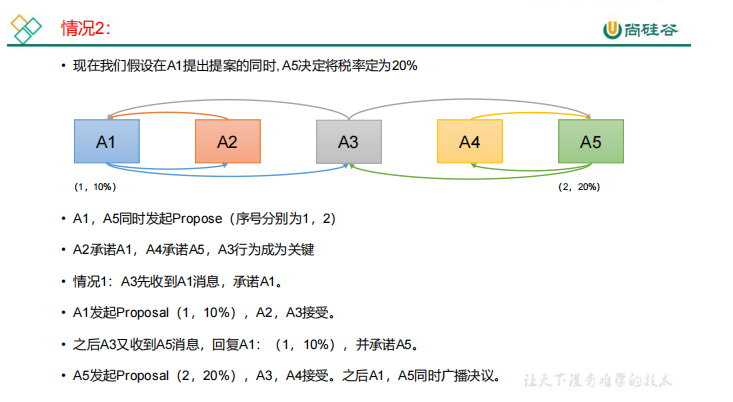 情况2：
尚硅谷
• 现在我们假设在A1提出提案的同时, A5决定将税率定为20%
A1 A2 A3 A4 A5
(1，10%) (2，20%)
• A1，A5同时发起Propose（序号分别为1，2）
• A2承诺A1，A4承诺A5，A3行为成为关键
• 情况1：A3先收到A1消息，承诺A1。
• A1发起Proposal（1，10%），A2，A3接受。
• 之后A3又收到A5消息，回复A1：（1，10%），并承诺A5。
• A5发起Proposal（2，20%），A3，A4接受。之后A1，A5同时广播决议。
让天下没有难学的技术